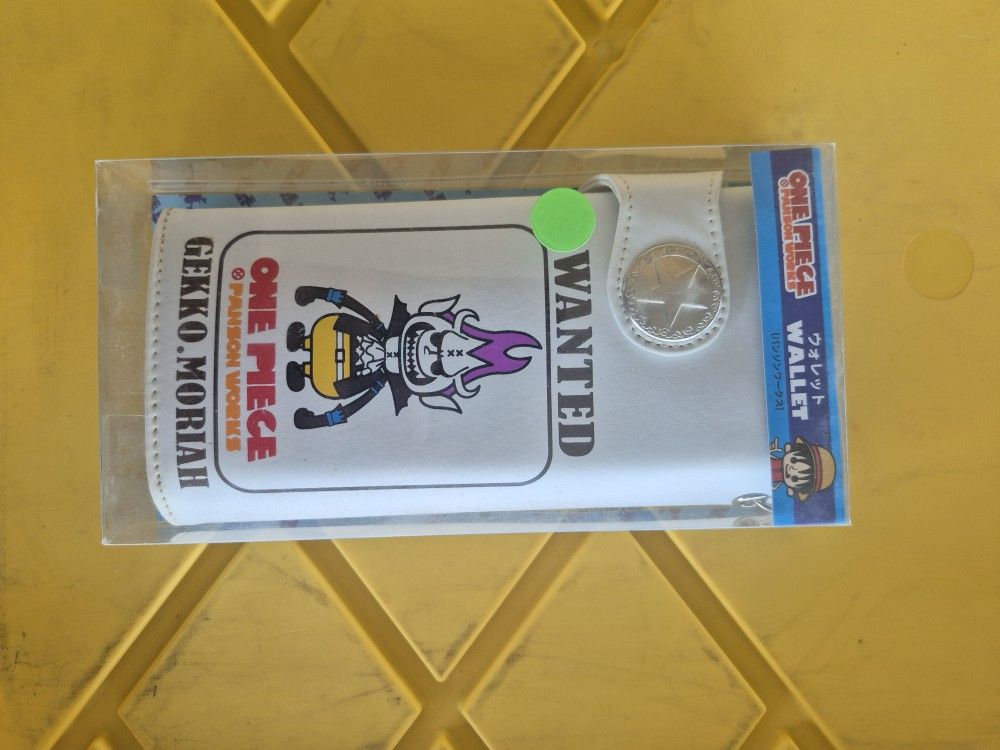 ONE PIECE
PANSON WORKS
ウォレット
WALLET
(パンソンワークス)
WANTED
ONE PIECE
PANSON WORKS
GEKKO.MORIAH